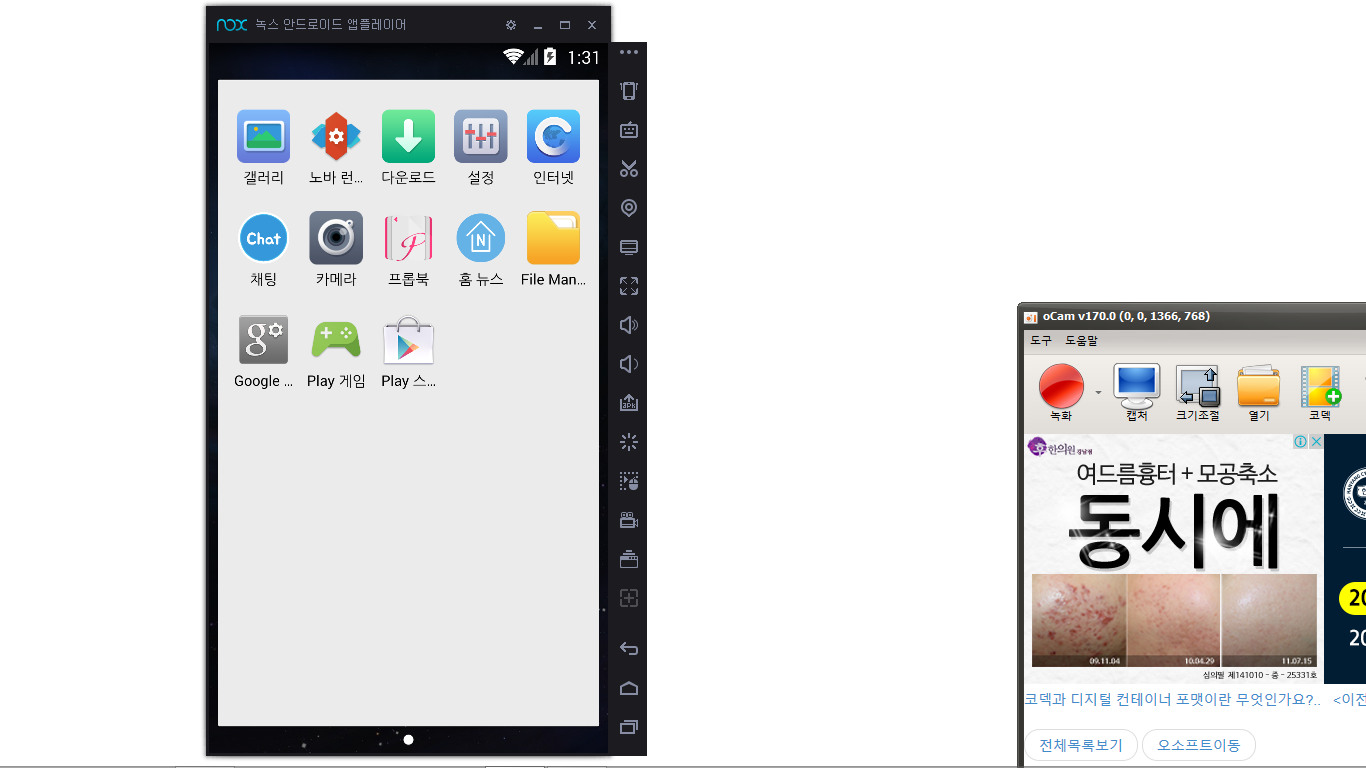 nox 녹스 안드로이드 앱플레이어
1:31
갤러리 노바 런... 다운로드 설정 인터넷
Chat N
채팅 카메라 프롭북 홈 뉴스 File Man...
Google ... Play 게임 Play 스...
apk
oCam v170.0 (0, 0, 1366, 768)
도구 도움말
녹화 캡처 크기조절 열기 코덱
한의원 강남점
여드름흉터 + 모공축소
동시에
09.11.04 10.04.29 11.07.15
심의필 제141010 - 중 - 25331호
20
20
코덱과 디지털 컨테이너 포맷이란 무엇인가요?.. <이전
전체목록보기 오소프트이동